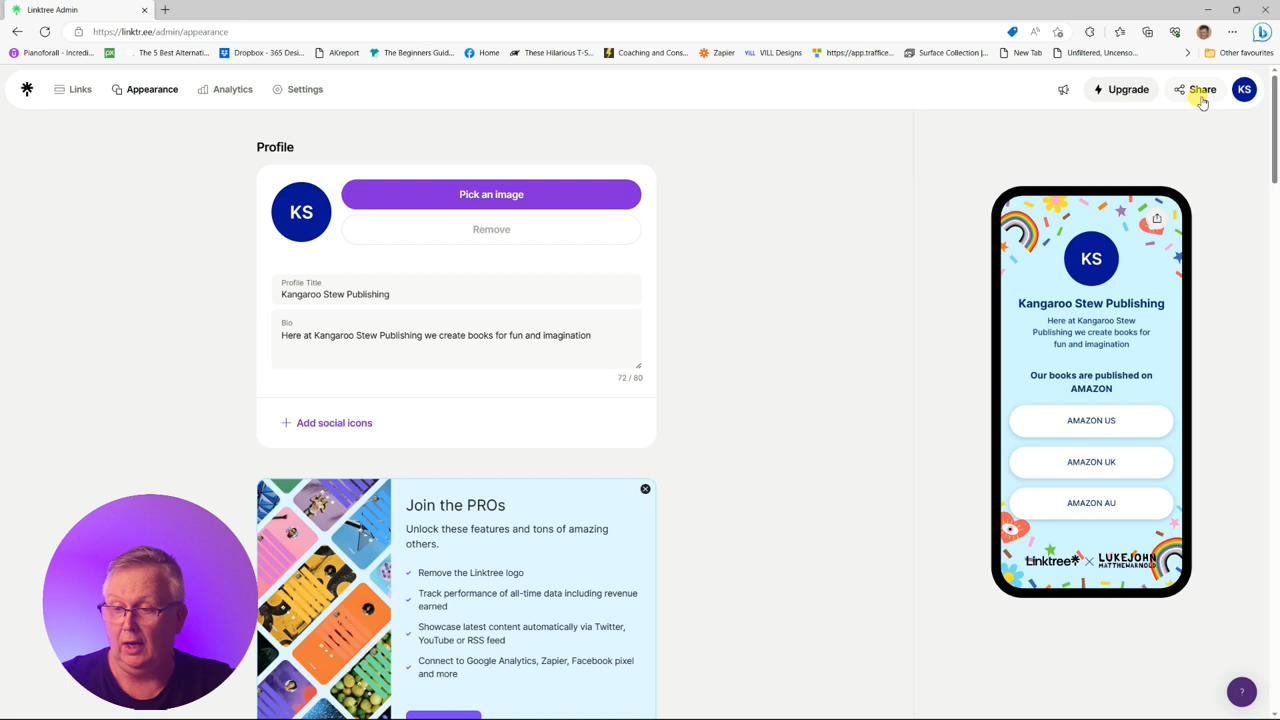 Linktree Admin
https://linktr.ee/admin/appearance
Pianoforall - Incredi...
The 5 Best Alternati...
Dropbox - 365 Desi...
AKreport
The Beginners Guid...
Home
These Hilarious T-S...
Coaching and Cons...
Zapier
VILL Designs
https://app.traffice...
Surface Collection |...
New Tab
Unfiltered, Uncenso...
Other favourites
Links
Appearance
Analytics
Settings
Upgrade
Share
KS
Profile
KS
Pick an image
Remove
Profile Title
Kangaroo Stew Publishing
Bio
Here at Kangaroo Stew Publishing we create books for fun and imagination
72 / 80
Add social icons
Join the PROs
Unlock these features and tons of amazing
others.
Remove the Linktree logo
Track performance of all-time data including revenue
earned
Showcase latest content automatically via Twitter,
YouTube or RSS feed
Connect to Google Analytics, Zapier, Facebook pixel
and more
KS
Kangaroo Stew Publishing
Here at Kangaroo Stew
Publishing we create books for
fun and imagination
Our books are published on
AMAZON
AMAZON US
AMAZON UK
AMAZON AU
Linktree
LUKEJOHN
MATTHEWARNOLD
?